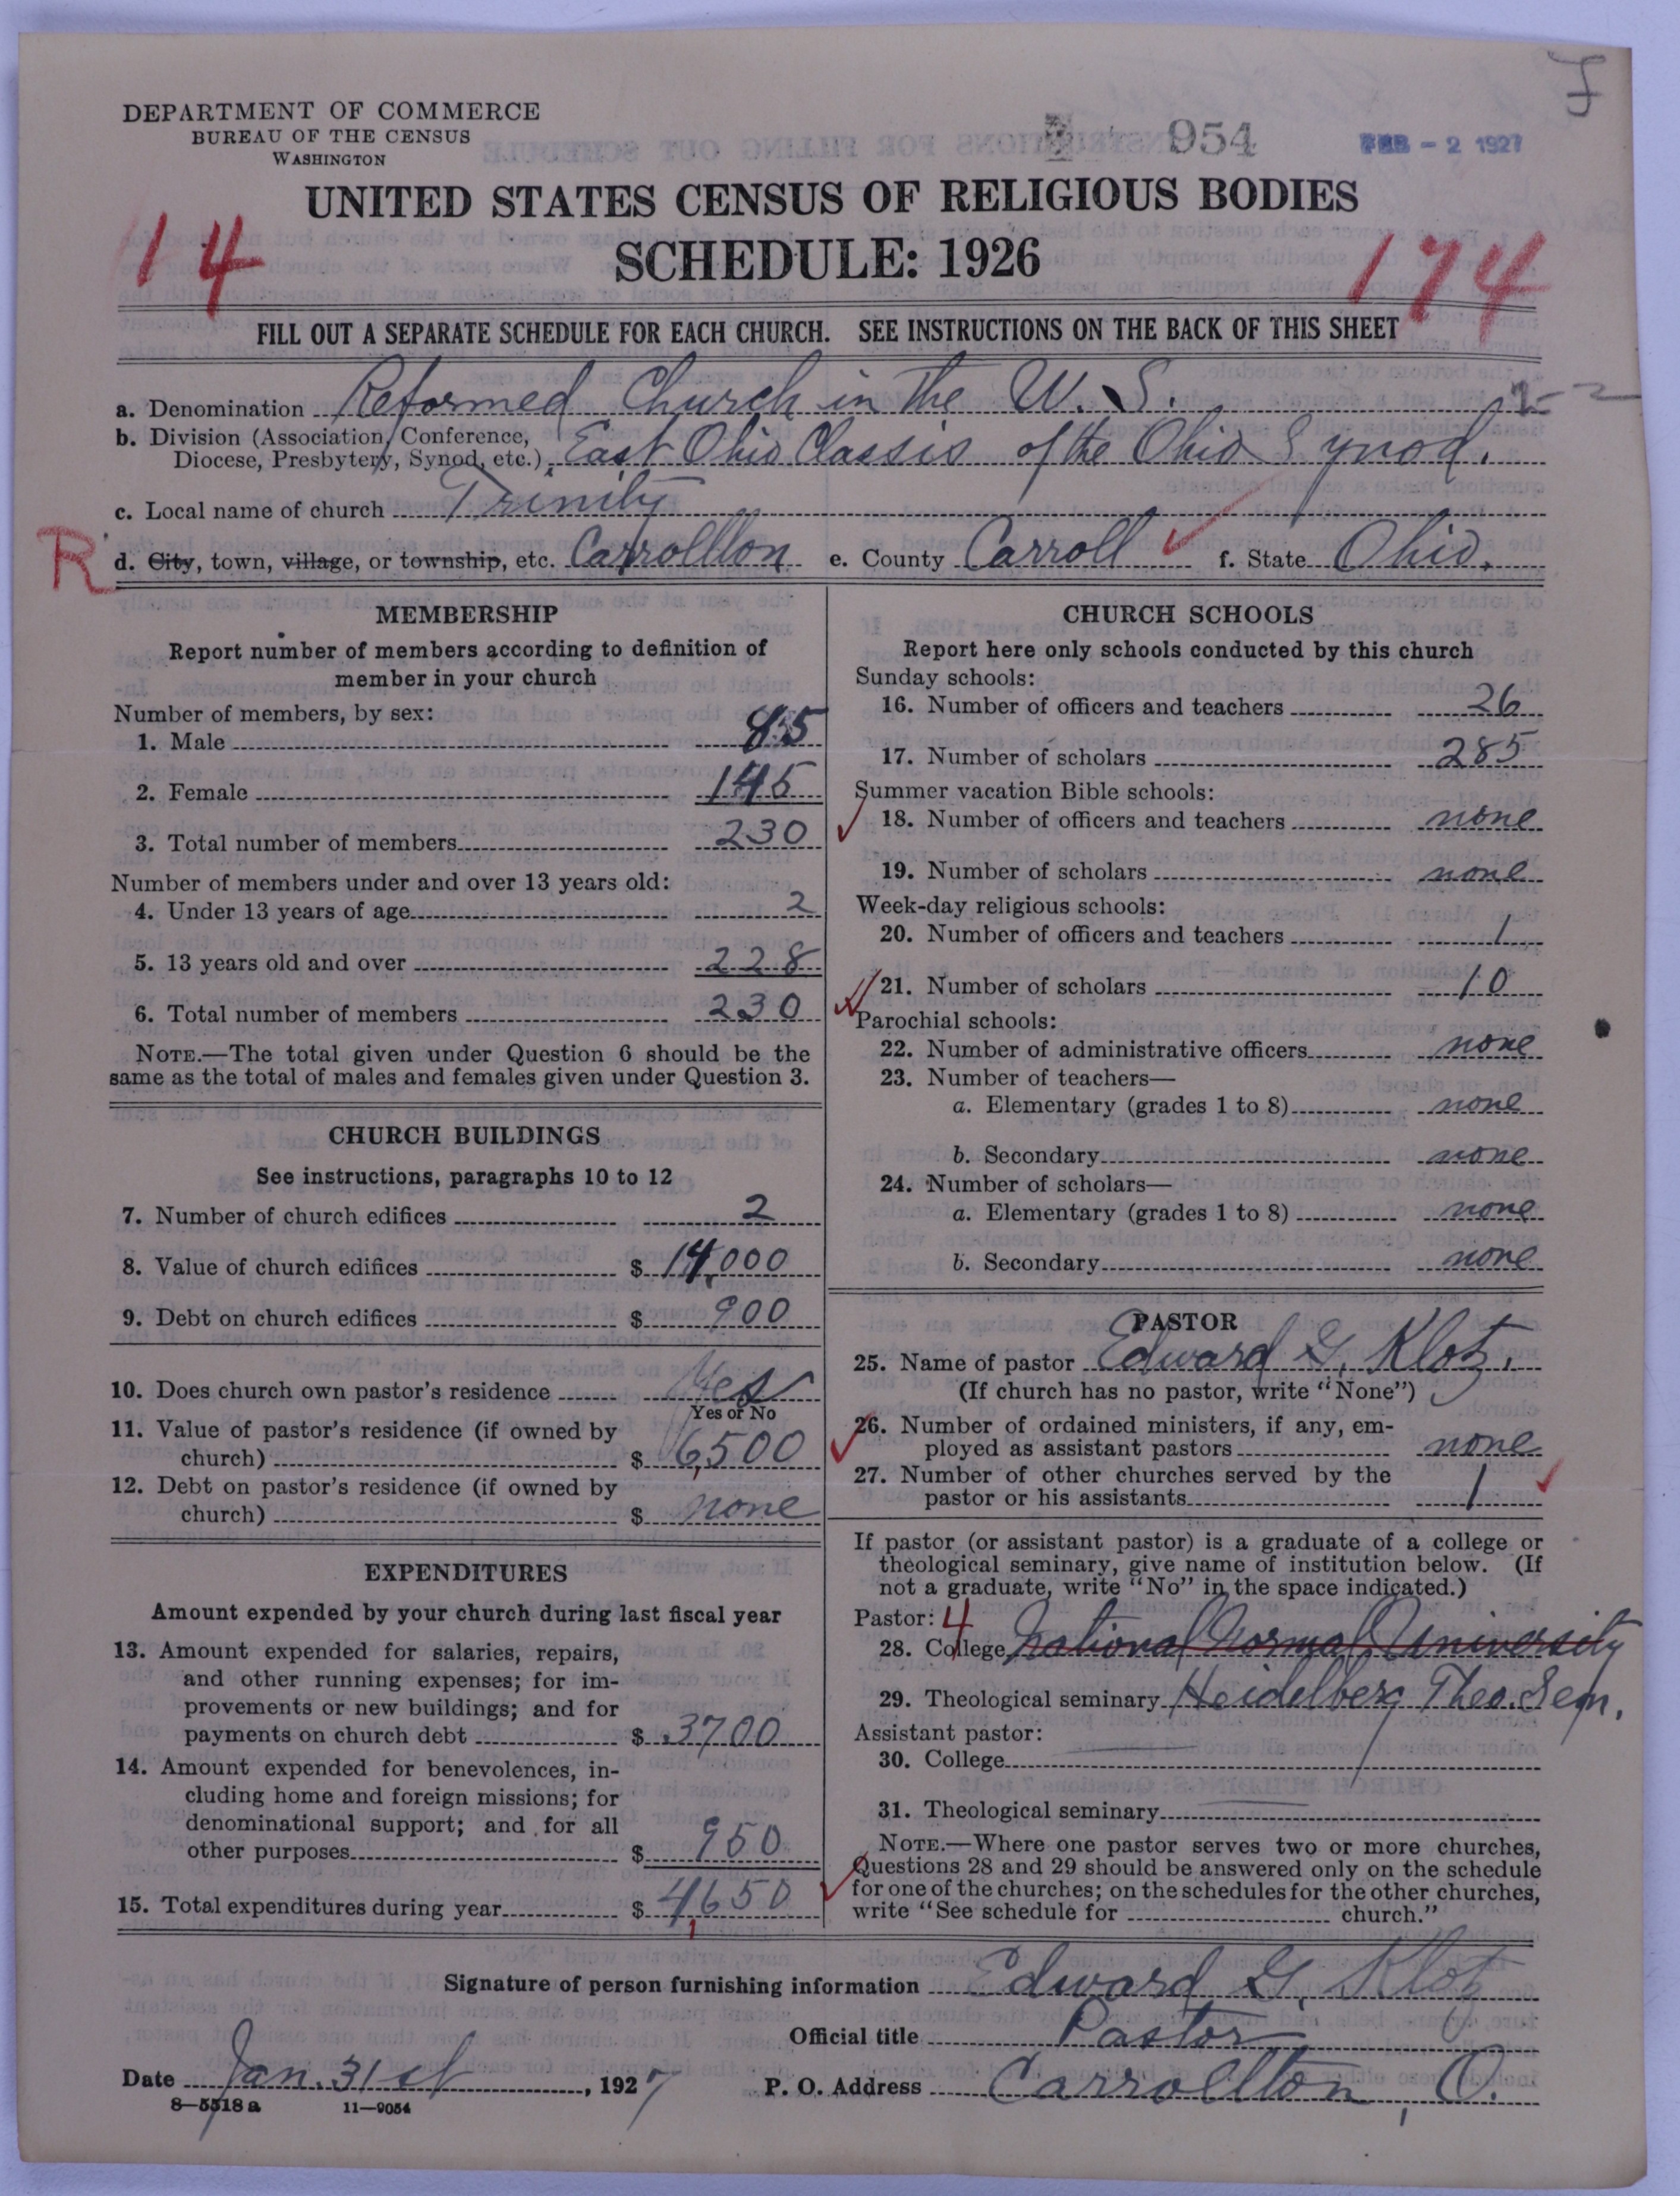 F
DEPARTMENT OF COMMERCE
BUREAU OF THE CENSUS
WASHINGTON
954
FEB - 2 1927
UNITED STATES CENSUS OF RELIGIOUS BODIES
SCHEDULE: 1926
14
174
FILL OUT A SEPARATE SCHEDULE FOR EACH CHURCH. SEE INSTRUCTIONS ON THE BACK OF THIS SHEET
a. Denomination Reformed Church in the U. S.
b. Division (Association, Conference,
Diocese, Presbytery, Synod, etc.) East Ohio Classis of the Ohio Synod.
c. Local name of church Trinity
R
d. City, town, village, or township, etc. Carrollton e. County Carroll f. State Ohio.
MEMBERSHIP
Report number of members according to definition of
member in your church
Number of members, by sex:
1. Male 85
2. Female 145
3. Total number of members 230
Number of members under and over 13 years old:
4. Under 13 years of age 2
5. 13 years old and over 228
6. Total number of members 230
NOTE.—The total given under Question 6 should be the
same as the total of males and females given under Question 3.
CHURCH BUILDINGS
See instructions, paragraphs 10 to 12
7. Number of church edifices 2
8. Value of church edifices $ 14,000
9. Debt on church edifices $ 900
10. Does church own pastor's residence Yes
Yes or No
11. Value of pastor's residence (if owned by
church) $ 6,500
12. Debt on pastor's residence (if owned by
church) $ none
EXPENDITURES
Amount expended by your church during last fiscal year
13. Amount expended for salaries, repairs,
and other running expenses; for im-
provements or new buildings; and for
payments on church debt $ 3700
14. Amount expended for benevolences, in-
cluding home and foreign missions; for
denominational support; and for all
other purposes $ 950
15. Total expenditures during year $ 4650
CHURCH SCHOOLS
Report here only schools conducted by this church
Sunday schools:
16. Number of officers and teachers 26
17. Number of scholars 285
Summer vacation Bible schools:
18. Number of officers and teachers none
19. Number of scholars none
Week-day religious schools:
20. Number of officers and teachers 1
21. Number of scholars 10
Parochial schools:
22. Number of administrative officers none
23. Number of teachers—
a. Elementary (grades 1 to 8) none
b. Secondary none
24. Number of scholars—
a. Elementary (grades 1 to 8) none
b. Secondary none
PASTOR
25. Name of pastor Edward G. Klotz.
(If church has no pastor, write "None")
26. Number of ordained ministers, if any, em-
ployed as assistant pastors none
27. Number of other churches served by the
pastor or his assistants 1
If pastor (or assistant pastor) is a graduate of a college or
theological seminary, give name of institution below. (If
not a graduate, write "No" in the space indicated.)
Pastor: 4
28. College National Normal University
29. Theological seminary Heidelberg Theo. Sem.
Assistant pastor:
30. College
31. Theological seminary
NOTE.—Where one pastor serves two or more churches,
Questions 28 and 29 should be answered only on the schedule
for one of the churches; on the schedules for the other churches,
write "See schedule for church."
Signature of person furnishing information Edward G. Klotz
Official title Pastor
Date Jan. 31st, 1927 P. O. Address Carrollton, O.
8—5518 a 11—9054